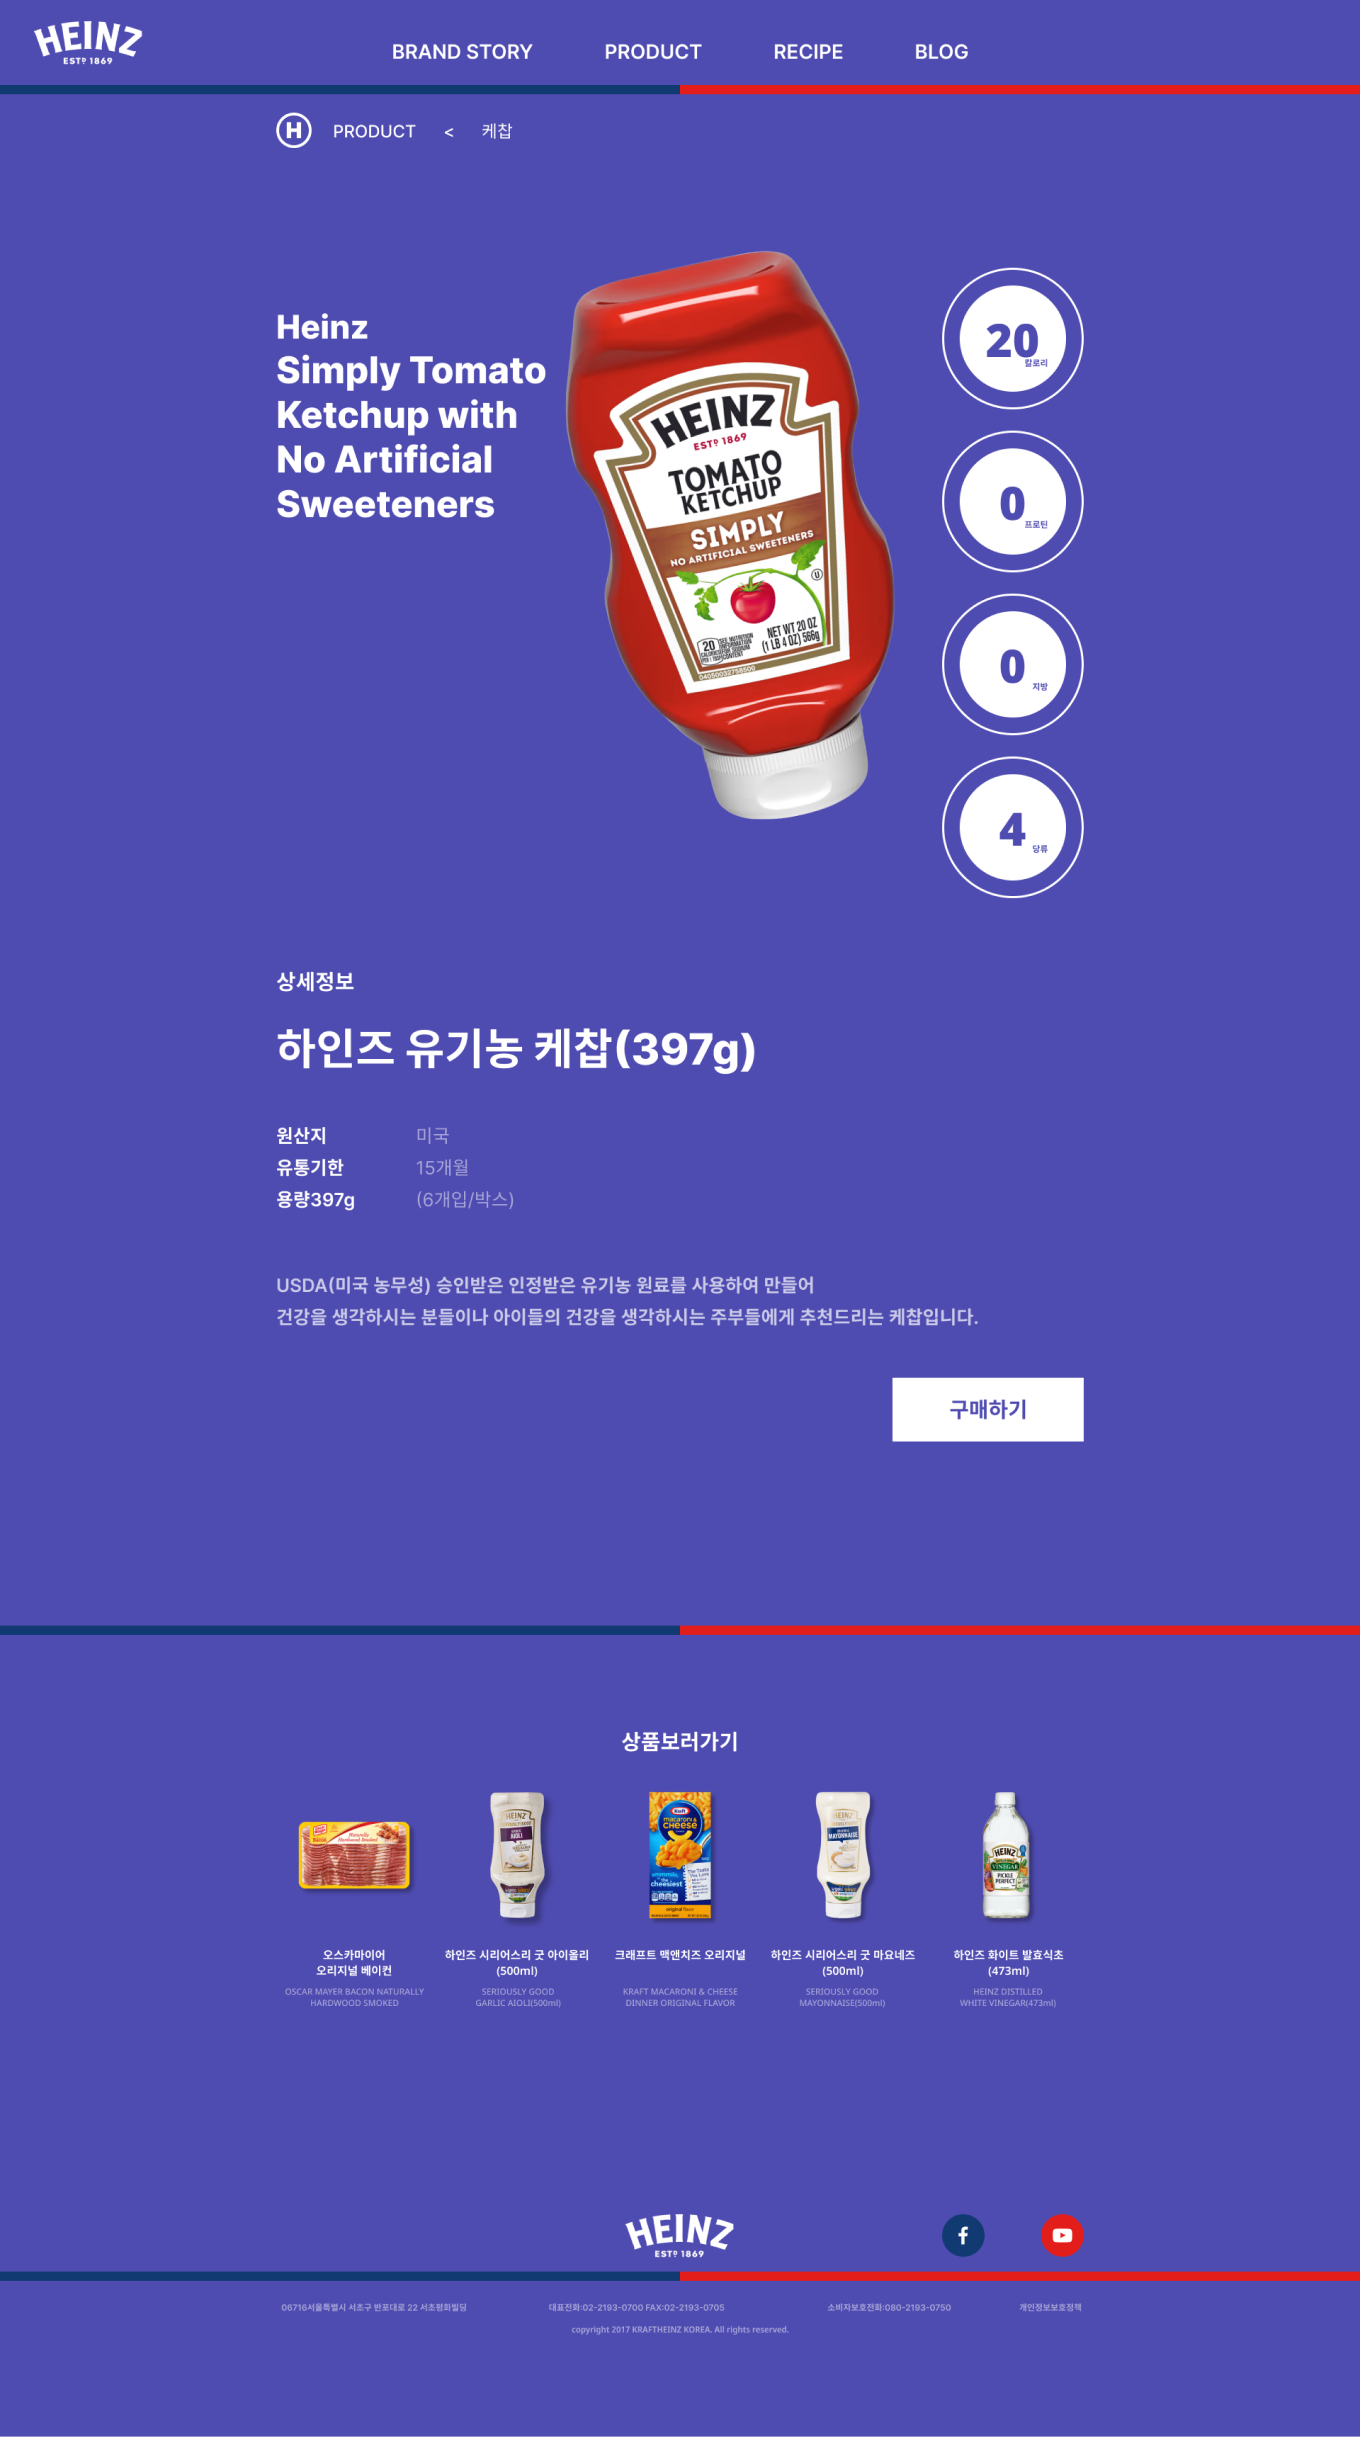 HEINZ
ESTD 1869
BRAND STORY PRODUCT RECIPE BLOG
H PRODUCT < 케찹
Heinz
Simply Tomato
Ketchup with
No Artificial
Sweeteners
HEINZ
ESTD 1869
TOMATO
KETCHUP
SIMPLY
NO ARTIFICIAL SWEETENERS
NET WT 20 OZ
(1 LB 4 OZ) 566g
20
칼로리
0
프로틴
0
지방
4
당류
상세정보
하인즈 유기농 케찹(397g)
원산지 미국
유통기한 15개월
용량397g (6개입/박스)
USDA(미국 농무성) 승인받은 인정받은 유기농 원료를 사용하여 만들어
건강을 생각하시는 분들이나 아이들의 건강을 생각하시는 주부들에게 추천드리는 케찹입니다.
구매하기
상품보러가기
HEINZ
AIOLI
Kraft
macaroni &
CHEESE
original flavor
HEINZ
MAYONNAISE
HEINZ
VINEGAR
PICKLE
PERFECT
오스카마이어
오리지널 베이컨
OSCAR MAYER BACON NATURALLY
HARDWOOD SMOKED
하인즈 시리어스리 굿 아이올리
(500ml)
SERIOUSLY GOOD
GARLIC AIOLI(500ml)
크래프트 맥앤치즈 오리지널
KRAFT MACARONI & CHEESE
DINNER ORIGINAL FLAVOR
하인즈 시리어스리 굿 마요네즈
(500ml)
SERIOUSLY GOOD
MAYONNAISE(500ml)
하인즈 화이트 발효식초
(473ml)
HEINZ DISTILLED
WHITE VINEGAR(473ml)
HEINZ
ESTD 1869
06716서울특별시 서초구 반포대로 22 서초평화빌딩 대표전화:02-2193-0700 FAX:02-2193-0705 소비자보호전화:080-2193-0750 개인정보보호정책
copyright 2017 KRAFTHEINZ KOREA. All rights reserved.